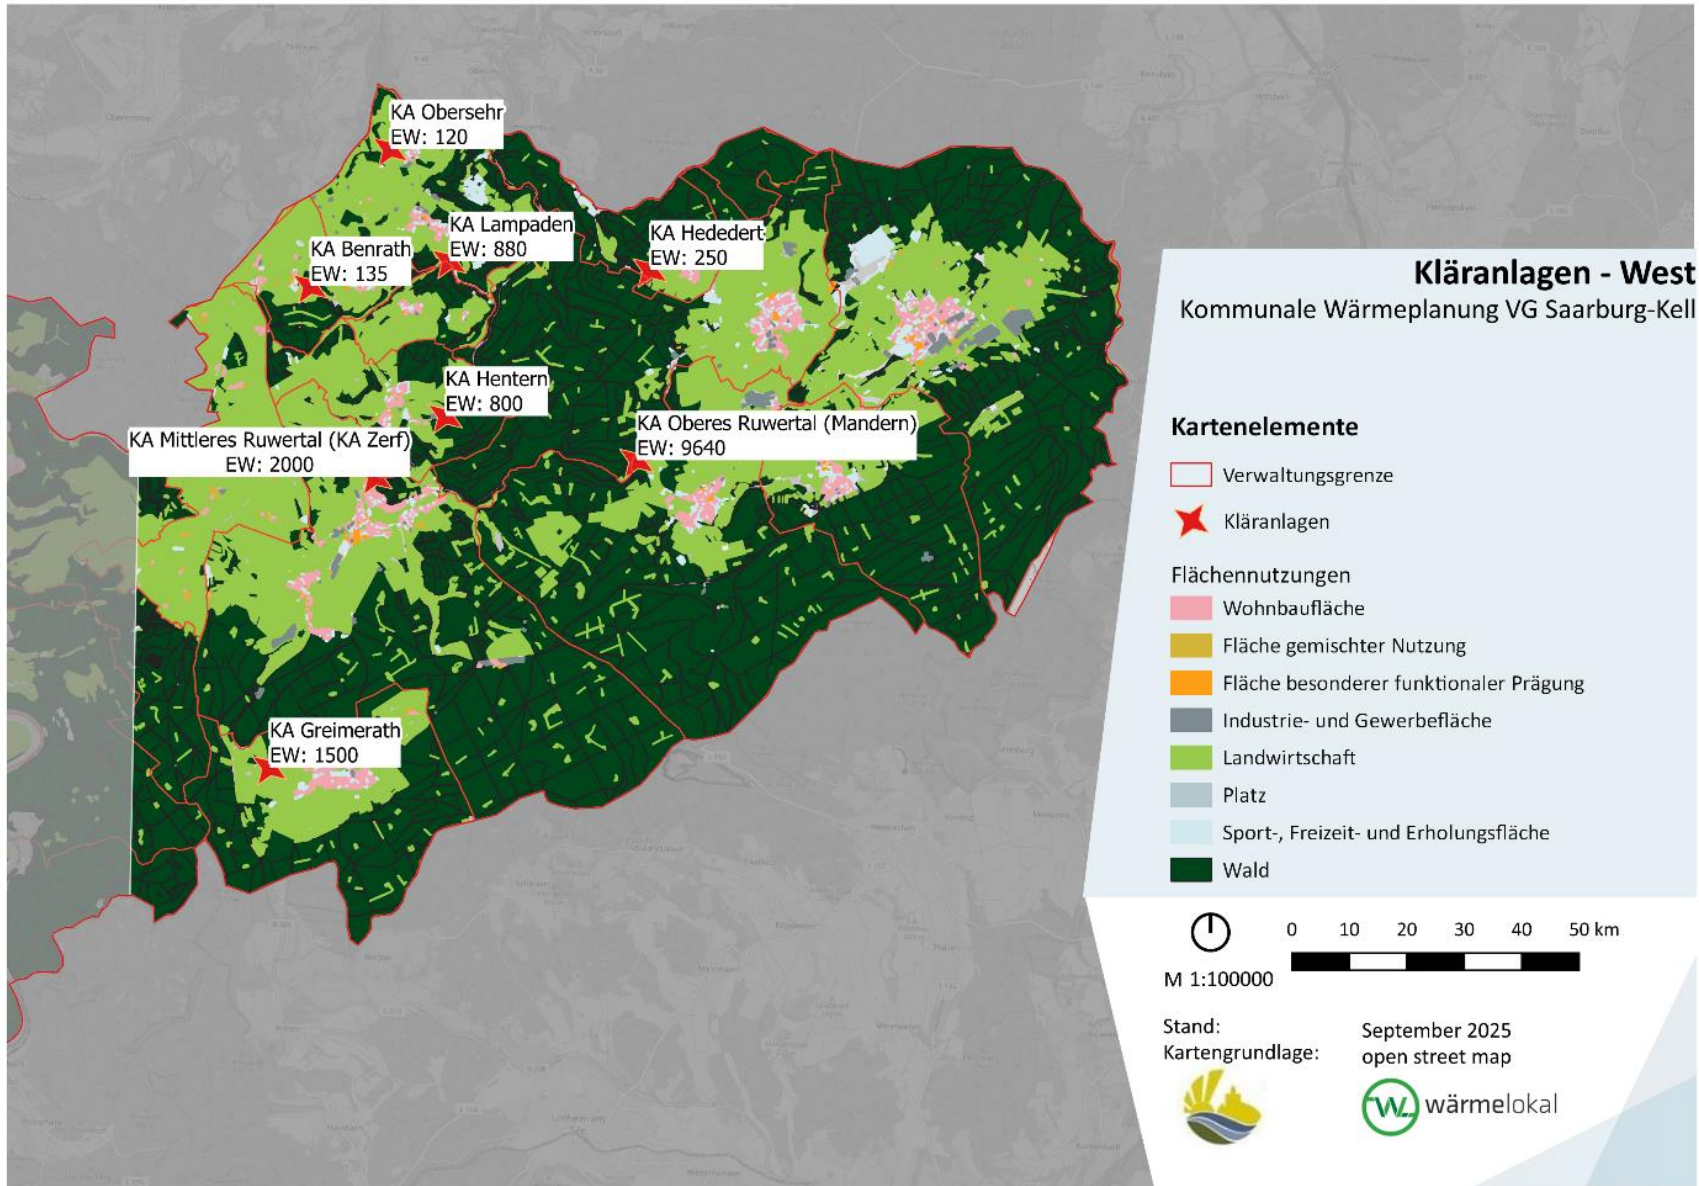 KA Obersehr
EW: 120
KA Lampaden
EW: 880
KA Benrath
EW: 135
KA Hededert
EW: 250
KA Hentern
EW: 800
KA Oberes Ruwertal (Mandern)
EW: 9640
KA Mittleres Ruwertal (KA Zerf)
EW: 2000
KA Greimerath
EW: 1500
Kläranlagen - West
Kommunale Wärmeplanung VG Saarburg-Kell
Kartenelemente
Verwaltungsgrenze
Kläranlagen
Flächennutzungen
Wohnbaufläche
Fläche gemischter Nutzung
Fläche besonderer funktionaler Prägung
Industrie- und Gewerbefläche
Landwirtschaft
Platz
Sport-, Freizeit- und Erholungsfläche
Wald
0 10 20 30 40 50 km
M 1:100000
Stand: September 2025
Kartengrundlage: open street map
wärmelokal